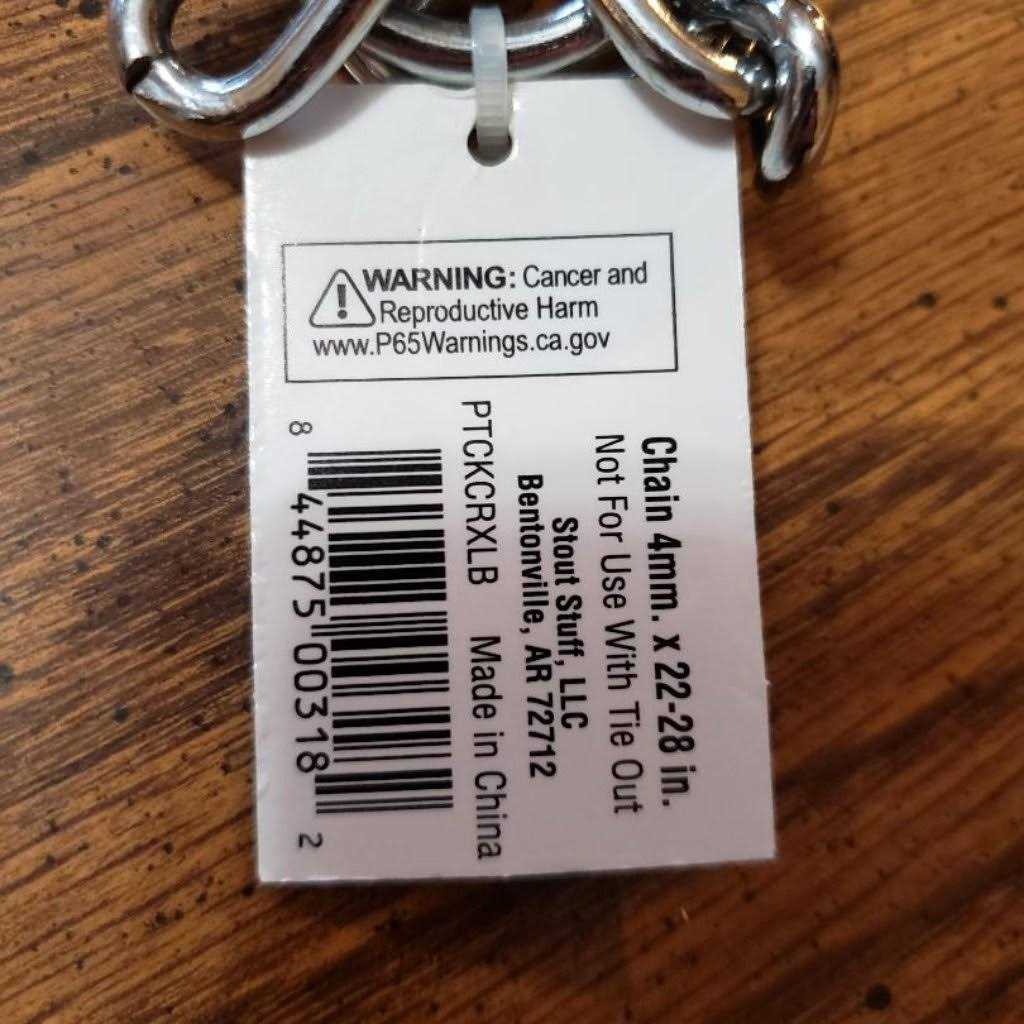 WARNING: Cancer and
Reproductive Harm
www.P65Warnings.ca.gov
Chain 4mm. x 22-28 in.
Not For Use With Tie Out
Stout Stuff, LLC
Bentonville, AR 72712
PTCKCRXLB Made in China
8 44875 00318 2